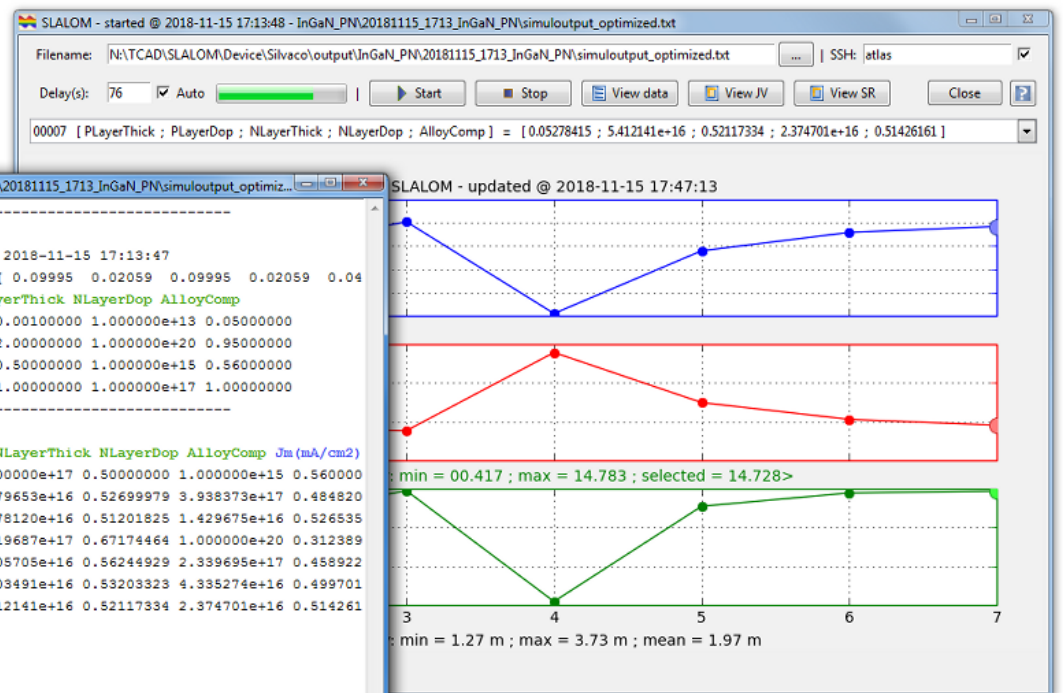 SLALOM - started @ 2018-11-15 17:13:48 - InGaN_PN\20181115_1713_InGaN_PN\simuloutput_optimized.txt
Filename: N:\TCAD\SLALOM\Device\Silvaco\output\InGaN_PN\20181115_1713_InGaN_PN\simuloutput_optimized.txt ... | SSH: atlas
Delay(s): 76 Auto | Start Stop View data View JV View SR Close ?
00007 [ PLayerThick ; PLayerDop ; NLayerThick ; NLayerDop ; AlloyComp ] = [ 0.05278415 ; 5.412141e+16 ; 0.52117334 ; 2.374701e+16 ; 0.51426161 ]
\20181115_1713_InGaN_PN\simuloutput_optimiz...
----------------------------
2018-11-15 17:13:47
[ 0.09995 0.02059 0.09995 0.02059 0.04
yerThick NLayerDop AlloyComp
0.00100000 1.000000e+13 0.05000000
2.00000000 1.000000e+20 0.95000000
0.50000000 1.000000e+15 0.56000000
1.00000000 1.000000e+17 1.00000000
----------------------------
NLayerThick NLayerDop AlloyComp Jm(mA/cm2)
00000e+17 0.50000000 1.000000e+15 0.560000
79653e+16 0.52699979 3.938373e+17 0.484820
78120e+16 0.51201825 1.429675e+16 0.526535
19687e+17 0.67174464 1.000000e+20 0.312389
05705e+16 0.56244929 2.339695e+17 0.458922
03491e+16 0.53203323 4.335274e+16 0.499701
12141e+16 0.52117334 2.374701e+16 0.514261
SLALOM - updated @ 2018-11-15 17:47:13
: min = 00.417 ; max = 14.783 ; selected = 14.728>
3 4 5 6 7
: min = 1.27 m ; max = 3.73 m ; mean = 1.97 m